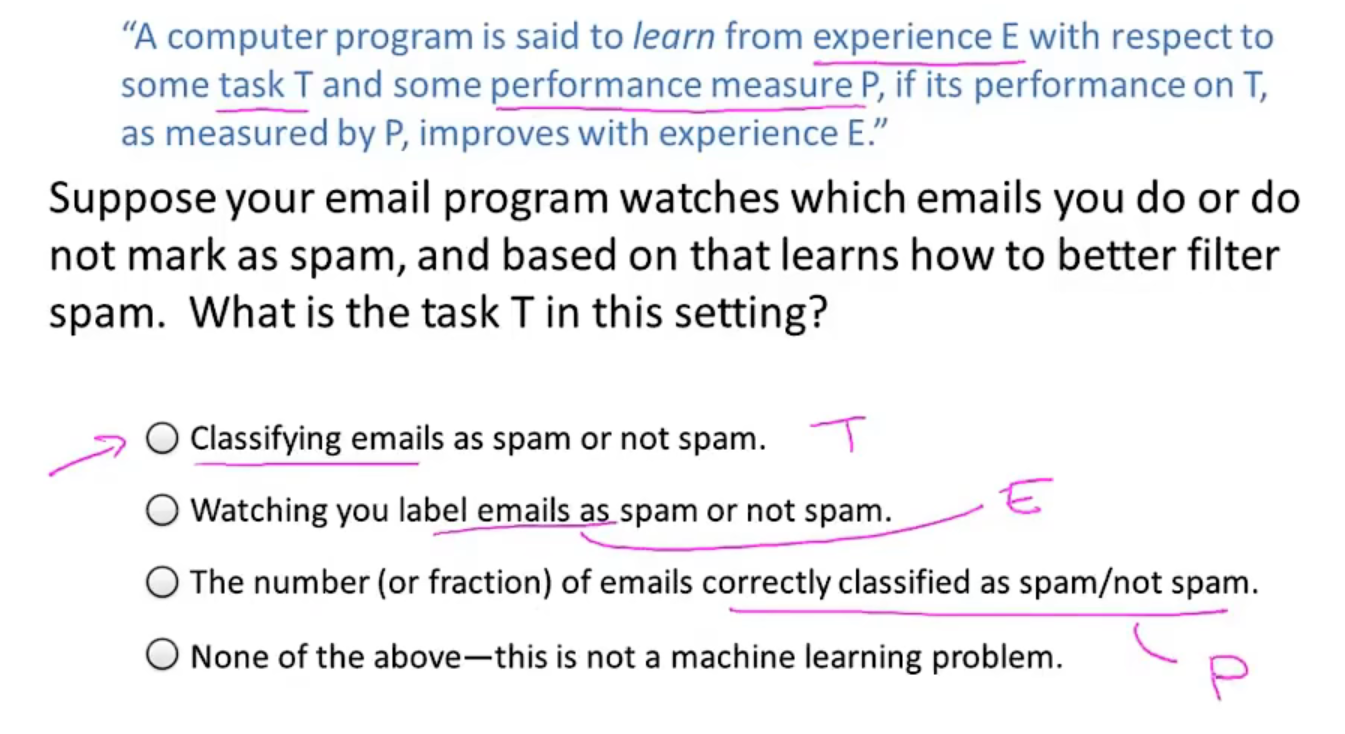 “A computer program is said to learn from experience E with respect to
some task T and some performance measure P, if its performance on T,
as measured by P, improves with experience E.”
Suppose your email program watches which emails you do or do
not mark as spam, and based on that learns how to better filter
spam.  What is the task T in this setting?
Classifying emails as spam or not spam. T
Watching you label emails as spam or not spam. E
The number (or fraction) of emails correctly classified as spam/not spam.
None of the above—this is not a machine learning problem. P